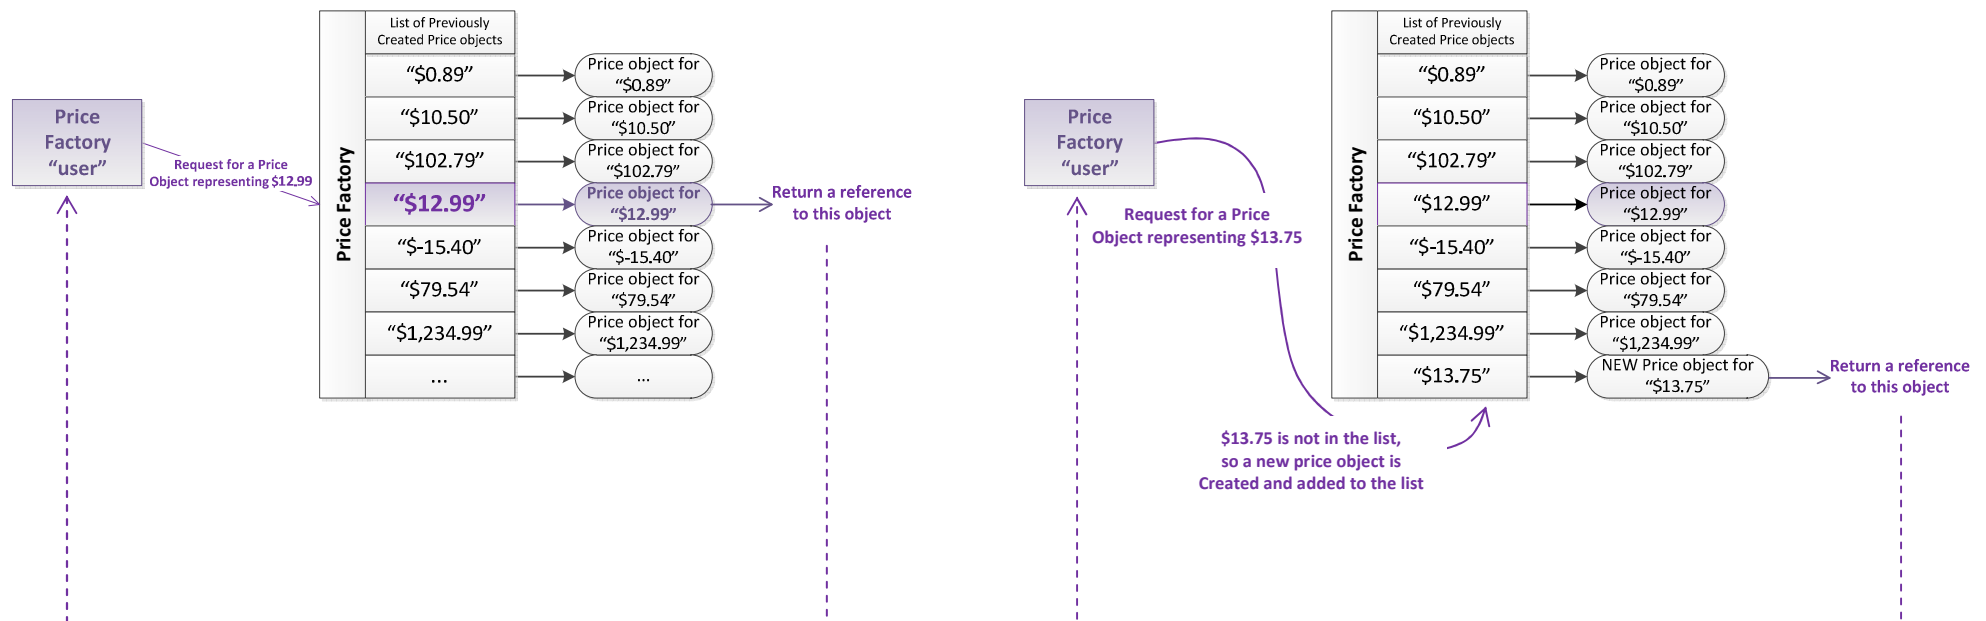 Price
Factory
“user”
Request for a Price
Object representing $12.99
Price Factory
List of Previously
Created Price objects
“$0.89”
Price object for
“$0.89”
“$10.50”
Price object for
“$10.50”
“$102.79”
Price object for
“$102.79”
“$12.99”
Price object for
“$12.99”
Return a reference
to this object
“$-15.40”
Price object for
“$-15.40”
“$79.54”
Price object for
“$79.54”
“$1,234.99”
Price object for
“$1,234.99”
...
...
Price
Factory
“user”
Request for a Price
Object representing $13.75
Price Factory
List of Previously
Created Price objects
“$0.89”
Price object for
“$0.89”
“$10.50”
Price object for
“$10.50”
“$102.79”
Price object for
“$102.79”
“$12.99”
Price object for
“$12.99”
“$-15.40”
Price object for
“$-15.40”
“$79.54”
Price object for
“$79.54”
“$1,234.99”
Price object for
“$1,234.99”
“$13.75”
NEW Price object for
“$13.75”
Return a reference
to this object
$13.75 is not in the list,
so a new price object is
Created and added to the list